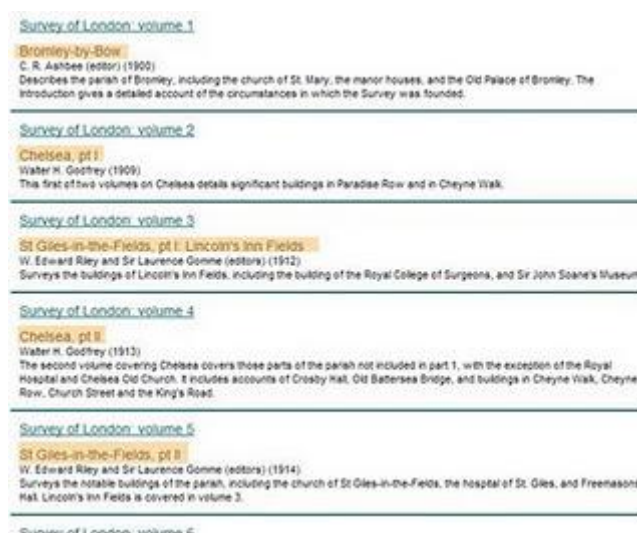 Survey of London: volume 1
Bromley-by-Bow
C. R. Ashbee (editor) (1900)
Describes the parish of Bromley, including the church of St. Mary, the manor houses, and the Old Palace of Bromley. The
Introduction gives a detailed account of the circumstances in which the Survey was founded.
Survey of London: volume 2
Chelsea, pt I
Walter H. Godfrey (1909)
This first of two volumes on Chelsea details significant buildings in Paradise Row and in Cheyne Walk.
Survey of London: volume 3
St Giles-in-the-Fields, pt I: Lincoln's Inn Fields
W. Edward Riley and Sir Laurence Gomme (editors) (1912)
Surveys the buildings of Lincoln's Inn Fields, including the building of the Royal College of Surgeons, and Sir John Soane's Museum
Survey of London: volume 4
Chelsea, pt II
Walter H. Godfrey (1913)
The second volume covering Chelsea covers those parts of the parish not included in part 1, with the exception of the Royal
Hospital and Chelsea Old Church. It includes accounts of Crosby Hall, Old Battersea Bridge, and buildings in Cheyne Walk, Cheyne
Row, Church Street and the King's Road.
Survey of London: volume 5
St Giles-in-the-Fields, pt II
W. Edward Riley and Sir Laurence Gomme (editors) (1914)
Surveys the notable buildings of the parish, including the church of St Giles-in-the-Fields, the hospital of St. Giles, and Freemasons
Hall. Lincoln's Inn Fields is covered in volume 3.
Survey of London: volume 6